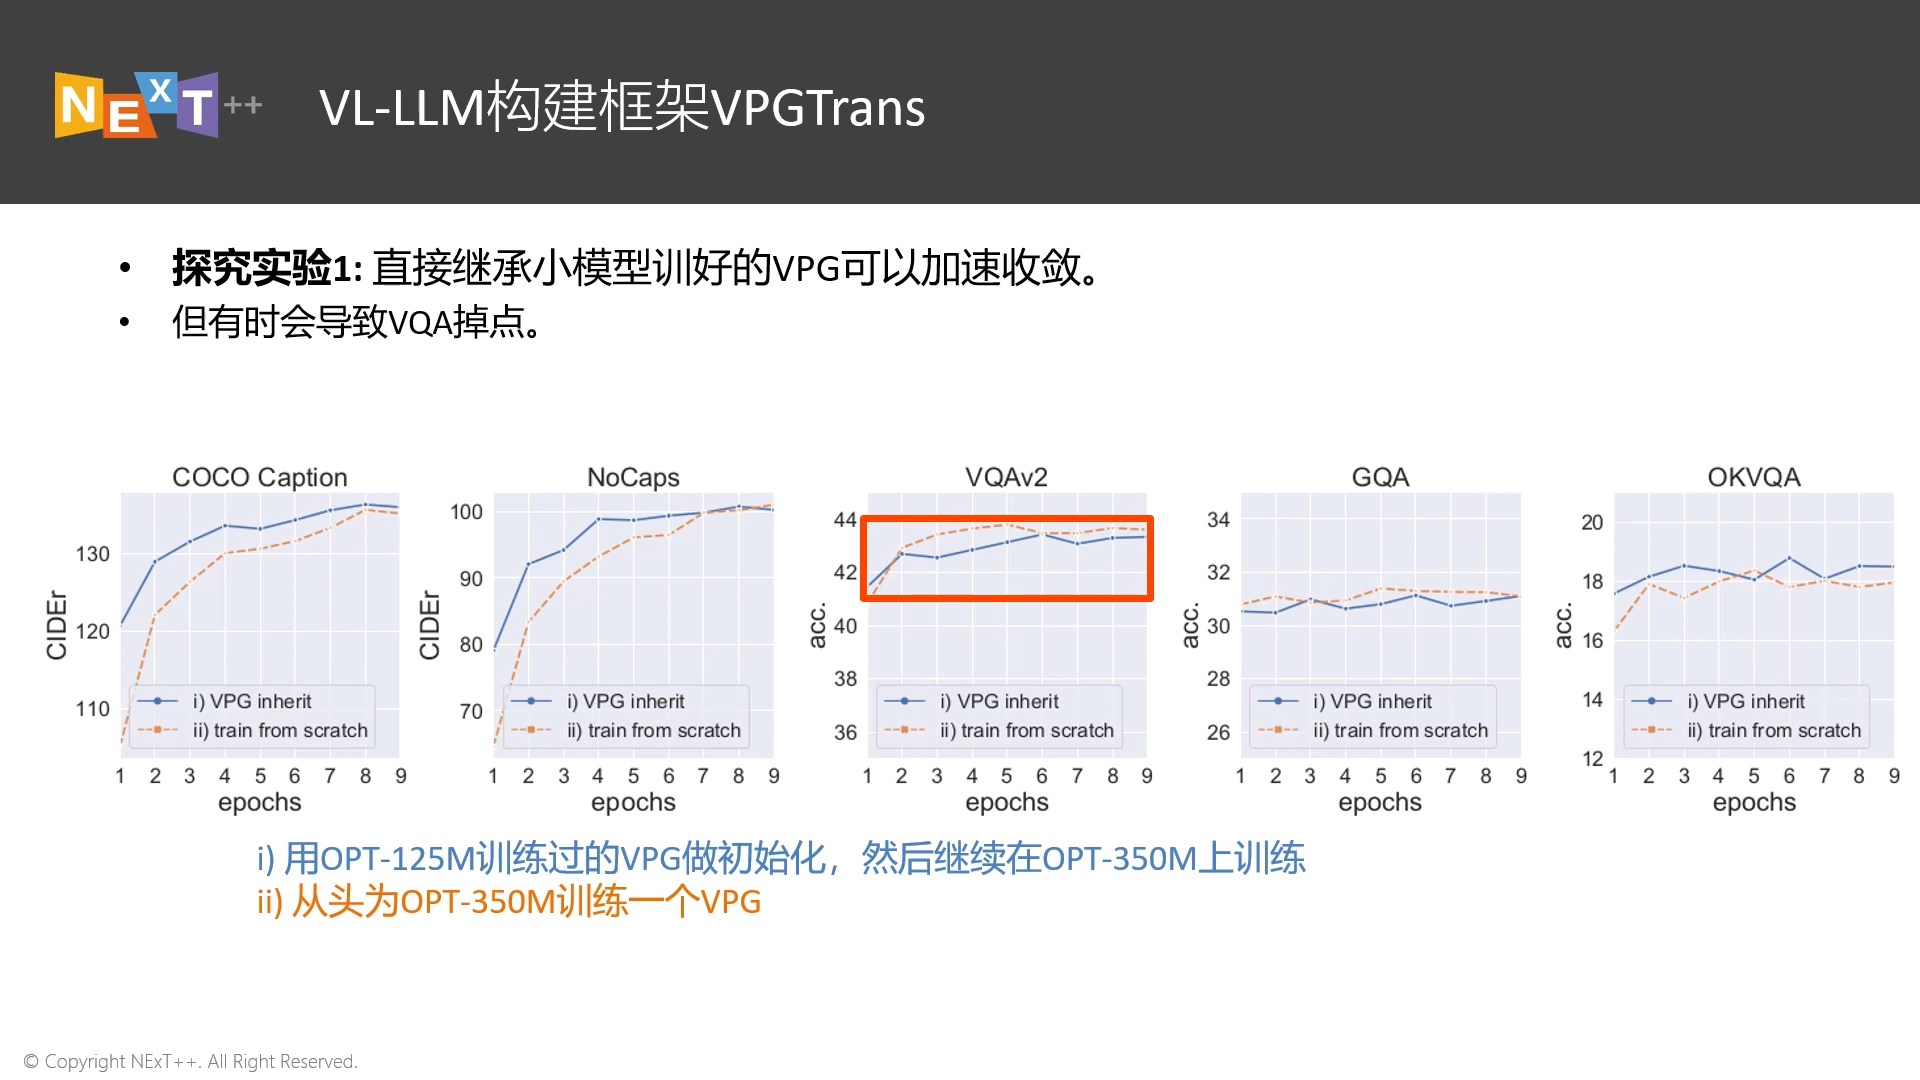 NExT++
VL-LLM构建框架VPGTrans
• 探究实验1: 直接继承小模型训好的VPG可以加速收敛。
• 但有时会导致VQA掉点。
COCO Caption
CIDEr
130
120
110
i) VPG inherit
ii) train from scratch
1 2 3 4 5 6 7 8 9
epochs
NoCaps
CIDEr
100
90
80
70
i) VPG inherit
ii) train from scratch
1 2 3 4 5 6 7 8 9
epochs
VQAv2
acc.
44
42
40
38
36
i) VPG inherit
ii) train from scratch
1 2 3 4 5 6 7 8 9
epochs
GQA
acc.
34
32
30
28
26
i) VPG inherit
ii) train from scratch
1 2 3 4 5 6 7 8 9
epochs
OKVQA
acc.
20
18
16
14
12
i) VPG inherit
ii) train from scratch
1 2 3 4 5 6 7 8 9
epochs
i) 用OPT-125M训练过的VPG做初始化，然后继续在OPT-350M上训练
ii) 从头为OPT-350M训练一个VPG
© Copyright NExT++. All Right Reserved.